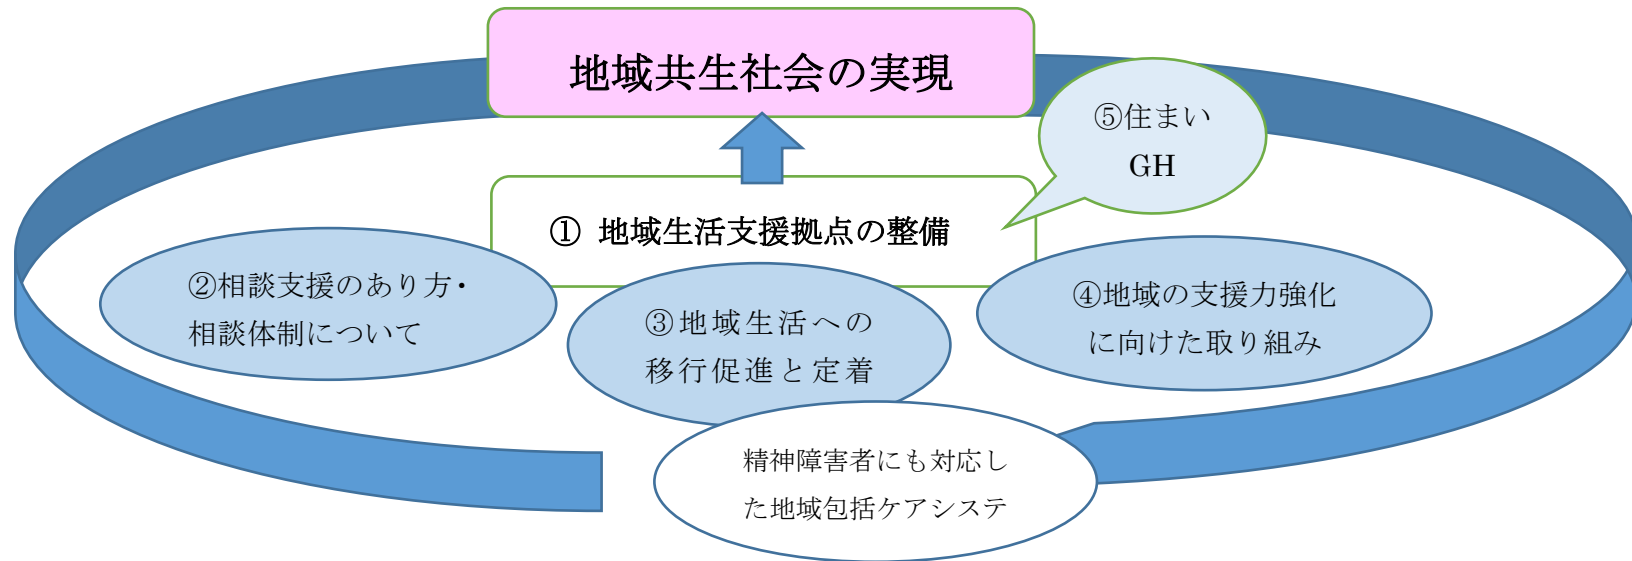 地域共生社会の実現
⑤住まい
GH
① 地域生活支援拠点の整備
②相談支援のあり方・
相談体制について
③地域生活への
移行促進と定着
④地域の支援力強化
に向けた取り組み
精神障害者にも対応し
た地域包括ケアシステ